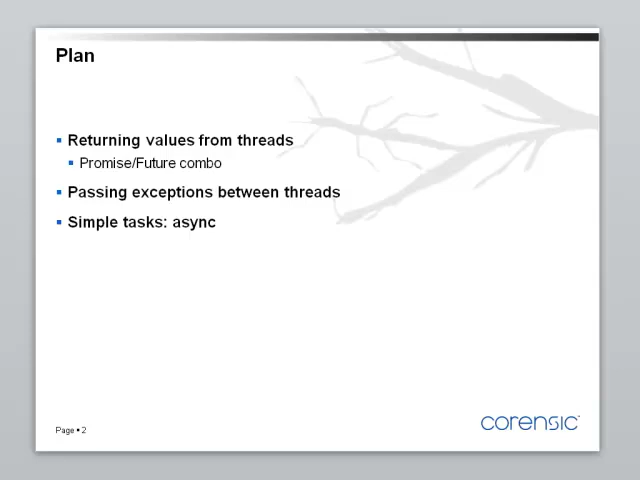 Plan
Returning values from threads
Promise/Future combo
Passing exceptions between threads
Simple tasks: async
Page • 2
corensic